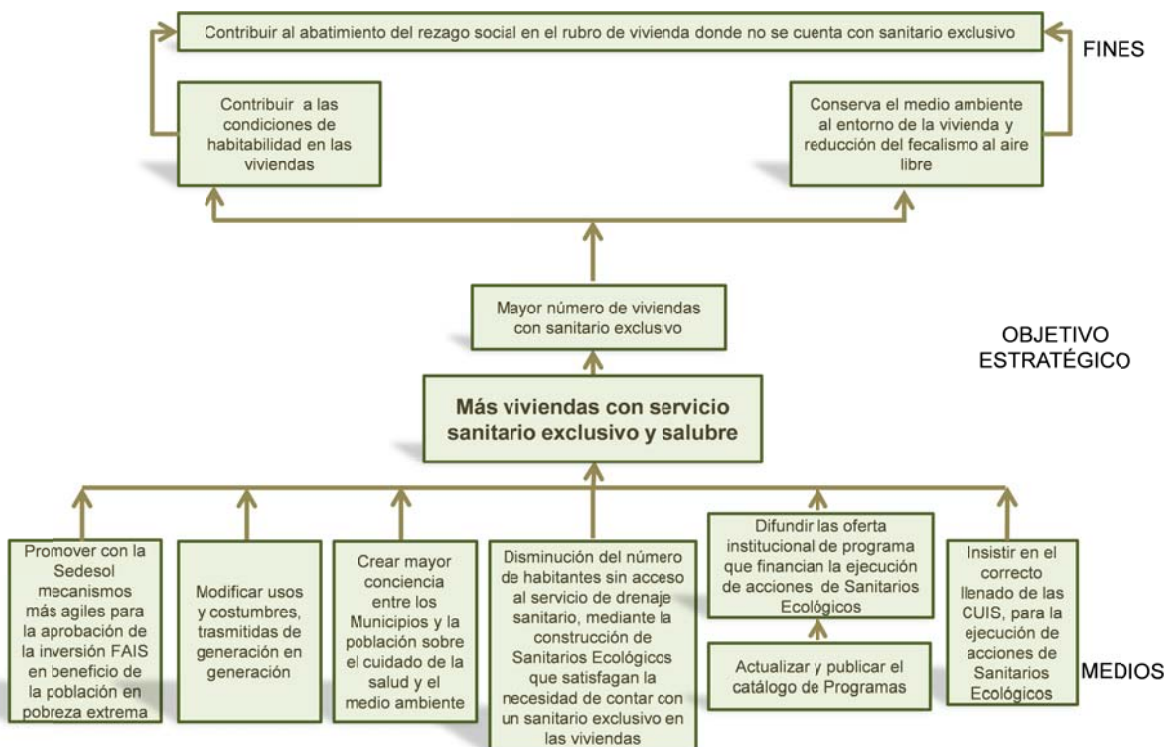 Contribuir al abatimiento del rezago social en el rubro de vivienda donde no se cuenta con sanitario exclusivo
FINES
Contribuir a las
condiciones de
habitabilidad en las
viviendas
Conserva el medio ambiente
al entorno de la vivienda y
reducción del fecalismo al aire
libre
Mayor número de viviendas
con sanitario exclusivo
OBJETIVO
ESTRATÉGICO
Más viviendas con servicio
sanitario exclusivo y salubre
Promover con la
Sedesol
mecanismos
más agiles para
la aprobación de
la inversión FAIS
en beneficio de
la población en
pobreza extrema
Modificar usos
y costumbres,
trasmitidas de
generación en
generación
Crear mayor
conciencia
entre los
Municipios y la
población sobre
el cuidado de la
salud y el
medio ambiente
Disminución del número
de habitantes sin acceso
al servicio de drenaje
sanitario, mediante la
construcción de
Sanitarios Ecológicos
que satisfagan la
necesidad de contar con
un sanitario exclusivo en
las viviendas
Difundir las oferta
institucional de programa
que financian la ejecución
de acciones de Sanitarios
Ecológicos
Actualizar y publicar el
catálogo de Programas
Insistir en el
correcto
llenado de las
CUIS, para la
ejecución de
acciones de
Sanitarios
Ecológicos
MEDIOS